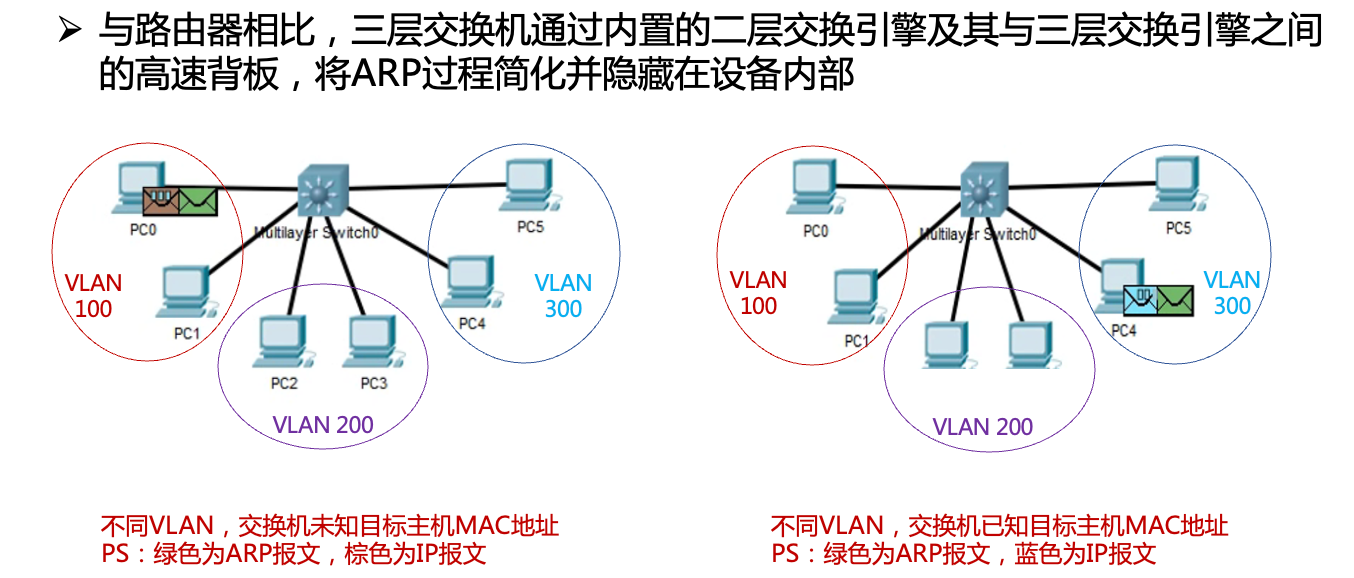 与路由器相比，三层交换机通过内置的二层交换引擎及其与三层交换引擎之间
的高速背板，将ARP过程简化并隐藏在设备内部
PC0
Multilayer Switch0
PC5
VLAN
100
PC1
PC4
VLAN
300
PC2
PC3
VLAN 200
不同VLAN，交换机未知目标主机MAC地址
PS：绿色为ARP报文，棕色为IP报文
PC0
Multilayer Switch0
PC5
VLAN
100
PC1
PC4
VLAN
300
VLAN 200
不同VLAN，交换机已知目标主机MAC地址
PS：绿色为ARP报文，蓝色为IP报文